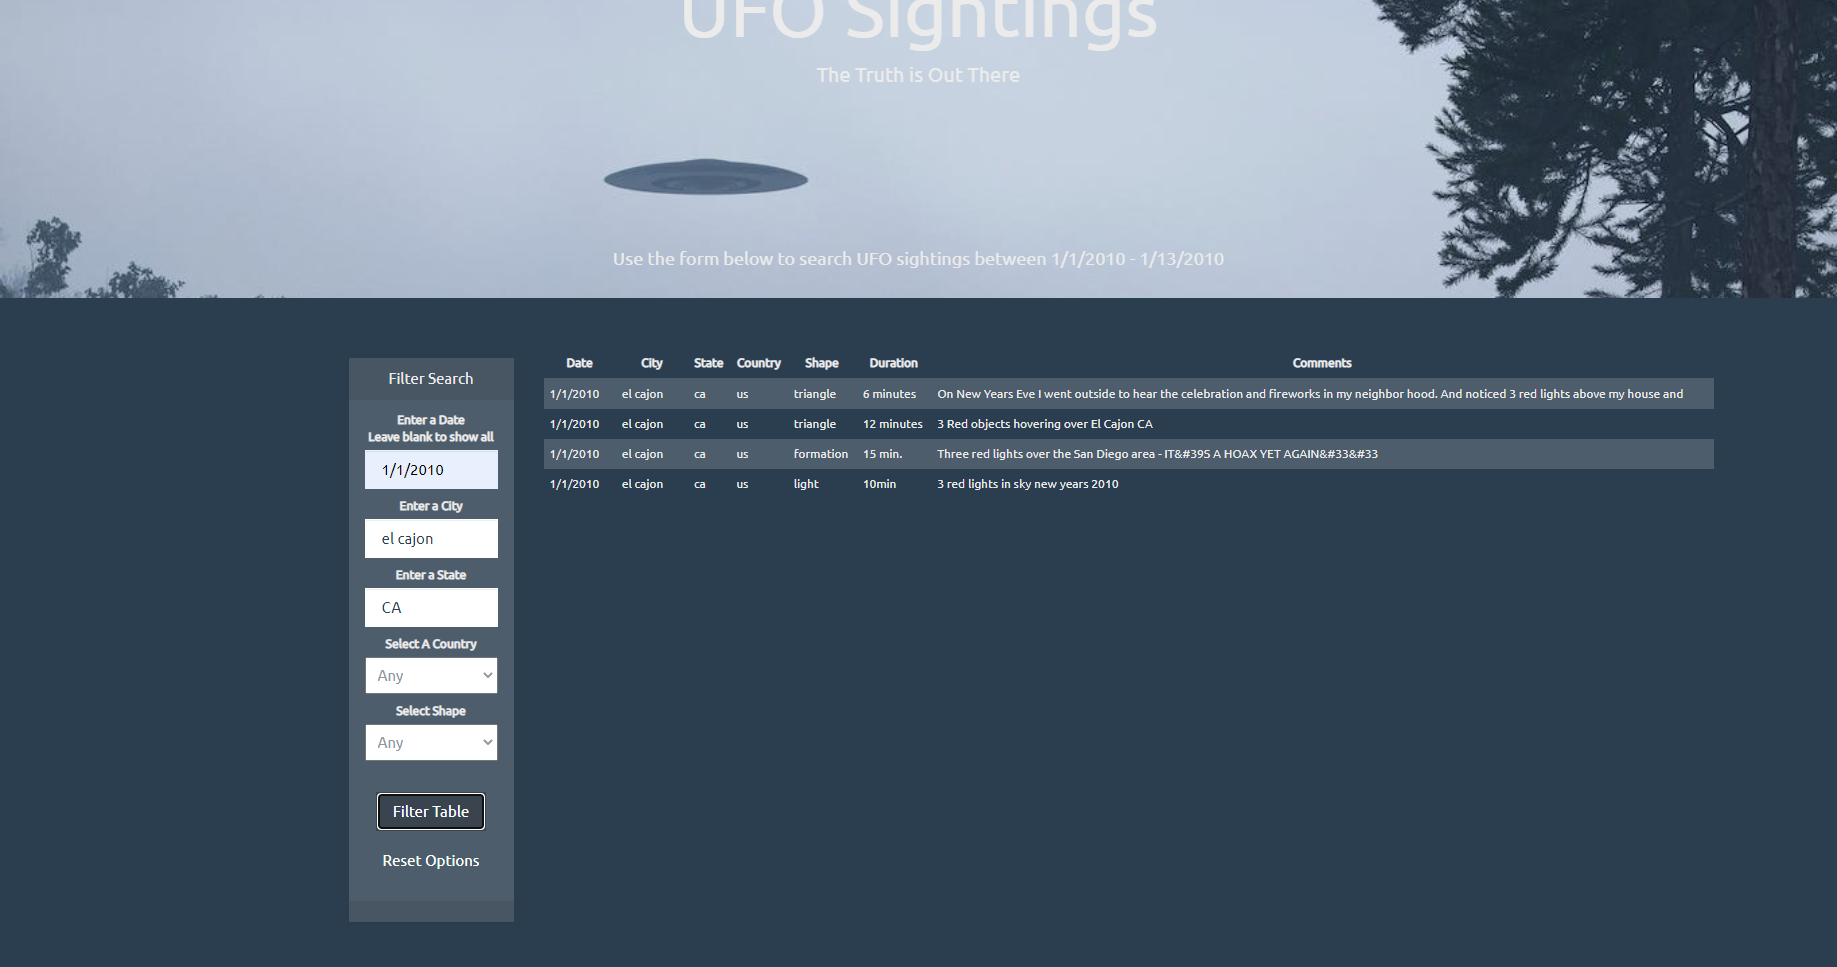 UFO Sightings
The Truth is Out There
Use the form below to search UFO sightings between 1/1/2010 - 1/13/2010
Filter Search
Enter a Date
Leave blank to show all
1/1/2010
Enter a City
el cajon
Enter a State
CA
Select A Country
Any
Select Shape
Any
Filter Table
Reset Options
Date City State Country Shape Duration Comments
1/1/2010 el cajon ca us triangle 6 minutes On New Years Eve I went outside to hear the celebration and fireworks in my neighbor hood. And noticed 3 red lights above my house and
1/1/2010 el cajon ca us triangle 12 minutes 3 Red objects hovering over El Cajon CA
1/1/2010 el cajon ca us formation 15 min. Three red lights over the San Diego area - IT&#39S A HOAX YET AGAIN&#33&#33
1/1/2010 el cajon ca us light 10min 3 red lights in sky new years 2010